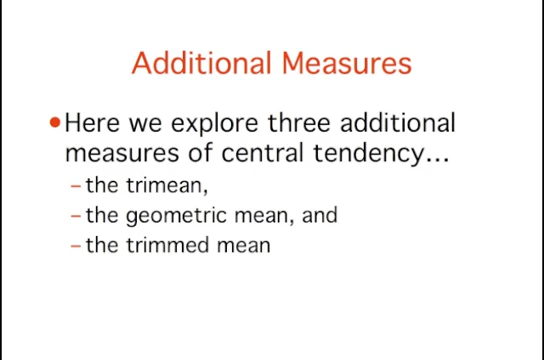 Additional Measures
•Here we explore three additional
measures of central tendency…
– the trimean,
– the geometric mean, and
– the trimmed mean